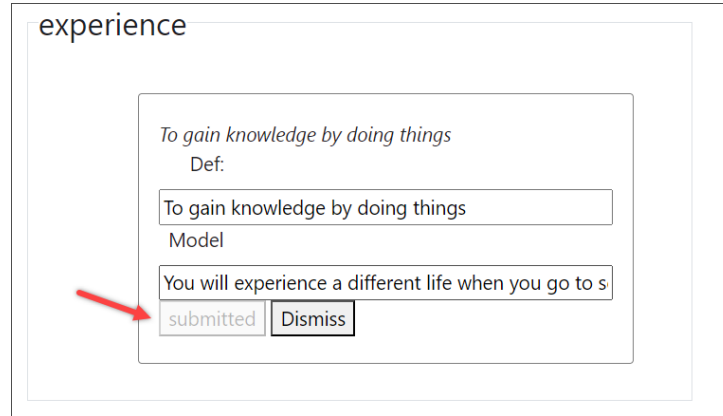 experience
To gain knowledge by doing things
Def:
To gain knowledge by doing things
Model
You will experience a different life when you go to s
submitted Dismiss